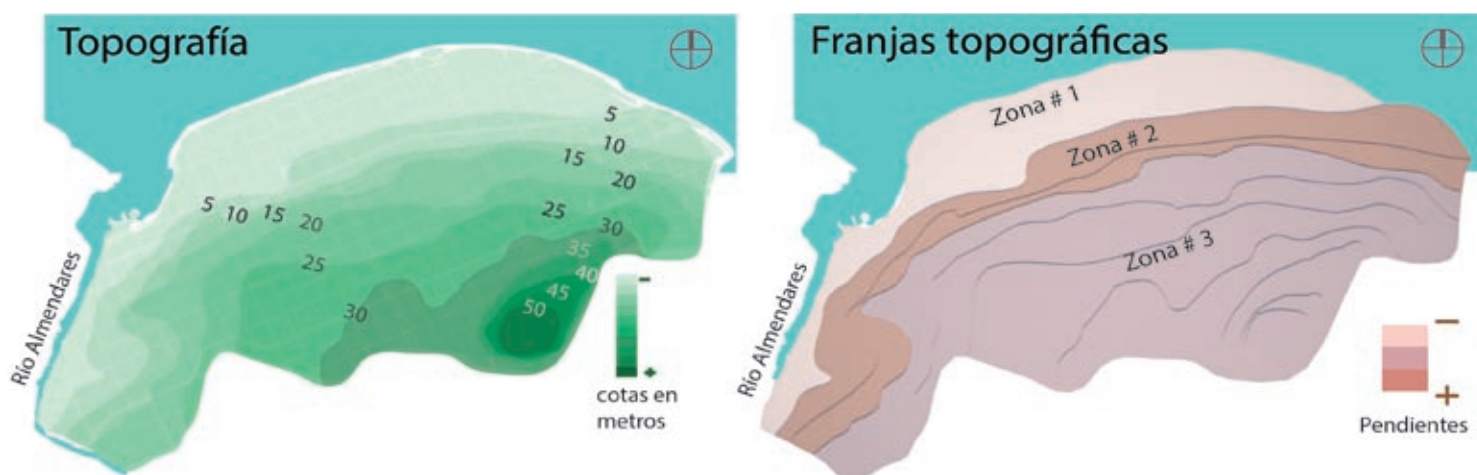 Topografía
5
10
15
20
5
10
15
20
25
30
35
25
40
45
50
30
Río Almendares
-
+
cotas en
metros
Franjas topográficas
Zona # 1
Zona # 2
Zona # 3
Río Almendares
-
+
Pendientes